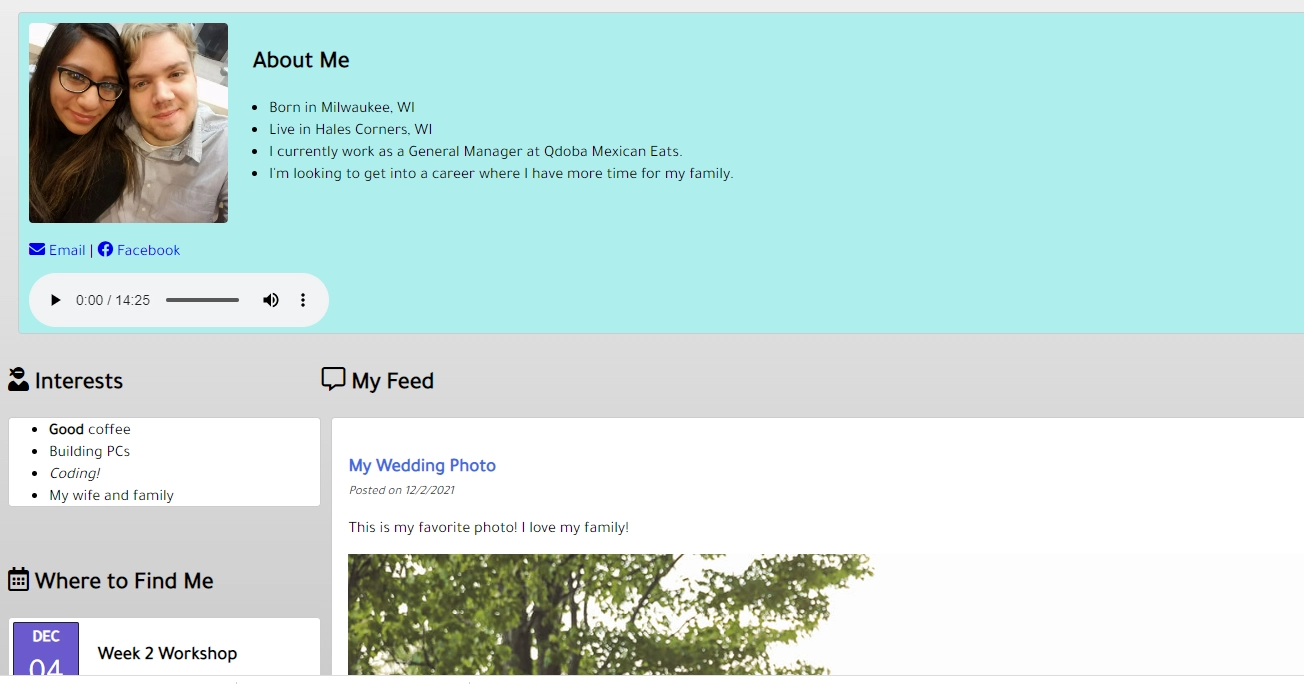 About Me
Born in Milwaukee, WI
Live in Hales Corners, WI
I currently work as a General Manager at Qdoba Mexican Eats.
I'm looking to get into a career where I have more time for my family.
Email | Facebook
0:00 / 14:25
Interests
Good coffee
Building PCs
Coding!
My wife and family
My Feed
My Wedding Photo
Posted on 12/2/2021
This is my favorite photo! I love my family!
Where to Find Me
DEC
04
Week 2 Workshop